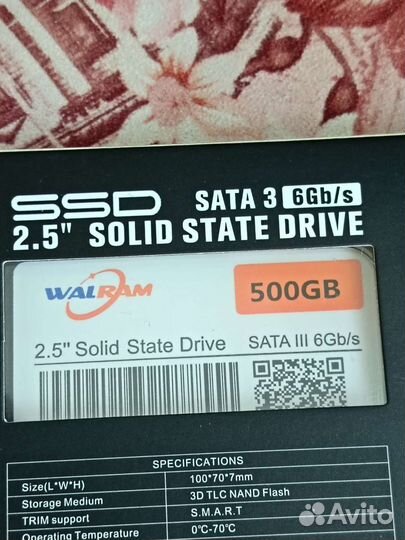 SSD SATA 3 6Gb/s
2.5" SOLID STATE DRIVE
WALRAM 500GB
2.5" Solid State Drive SATA III 6Gb/s
SPECIFICATIONS
Size(L*W*H) 100*70*7mm
Storage Medium 3D TLC NAND Flash
TRIM support S.M.A.R.T
Operating Temperature 0℃-70℃
Avito